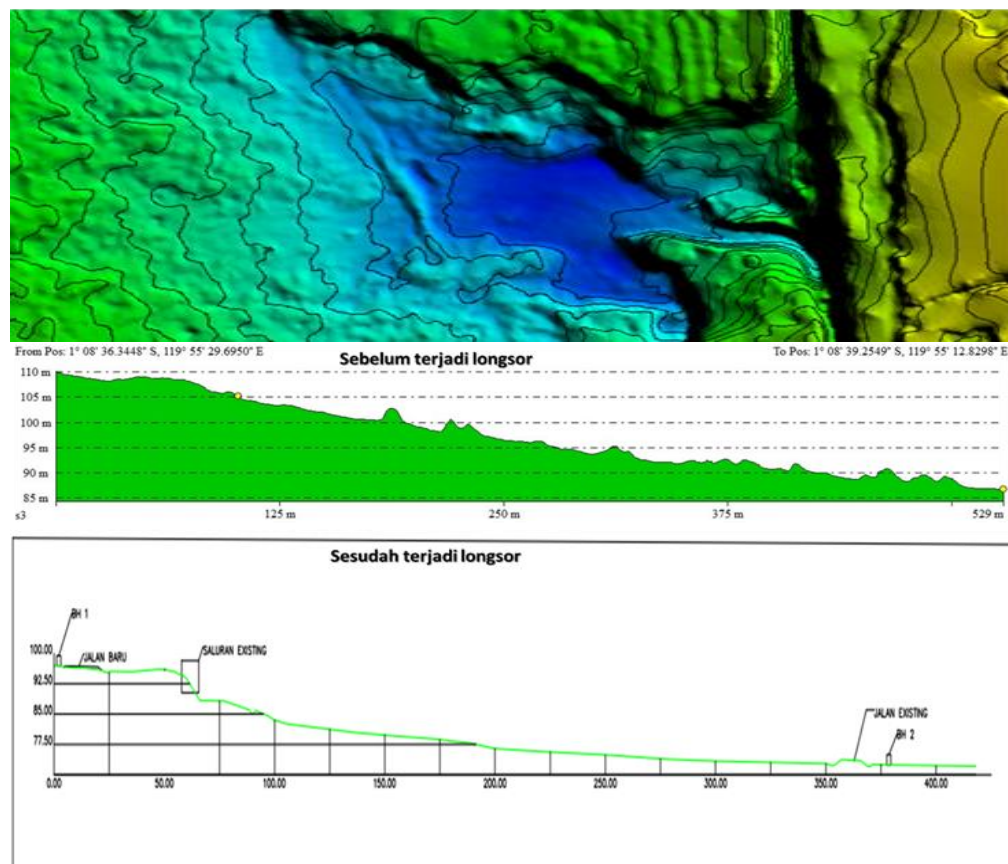 From Pos: 1° 08' 36.3448" S, 119° 55' 29.6950" E
Sebelum terjadi longsor
To Pos: 1° 08' 39.2549" S, 119° 55' 12.8298" E
110 m
105 m
100 m
95 m
90 m
85 m
s3
125 m
250 m
375 m
529 m
Sesudah terjadi longsor
BH 1
JALAN BARU
SALURAN EXISTING
100.00
92.50
85.00
77.50
JALAN EXISTING
BH 2
0.00
50.00
100.00
150.00
200.00
250.00
300.00
350.00
400.00